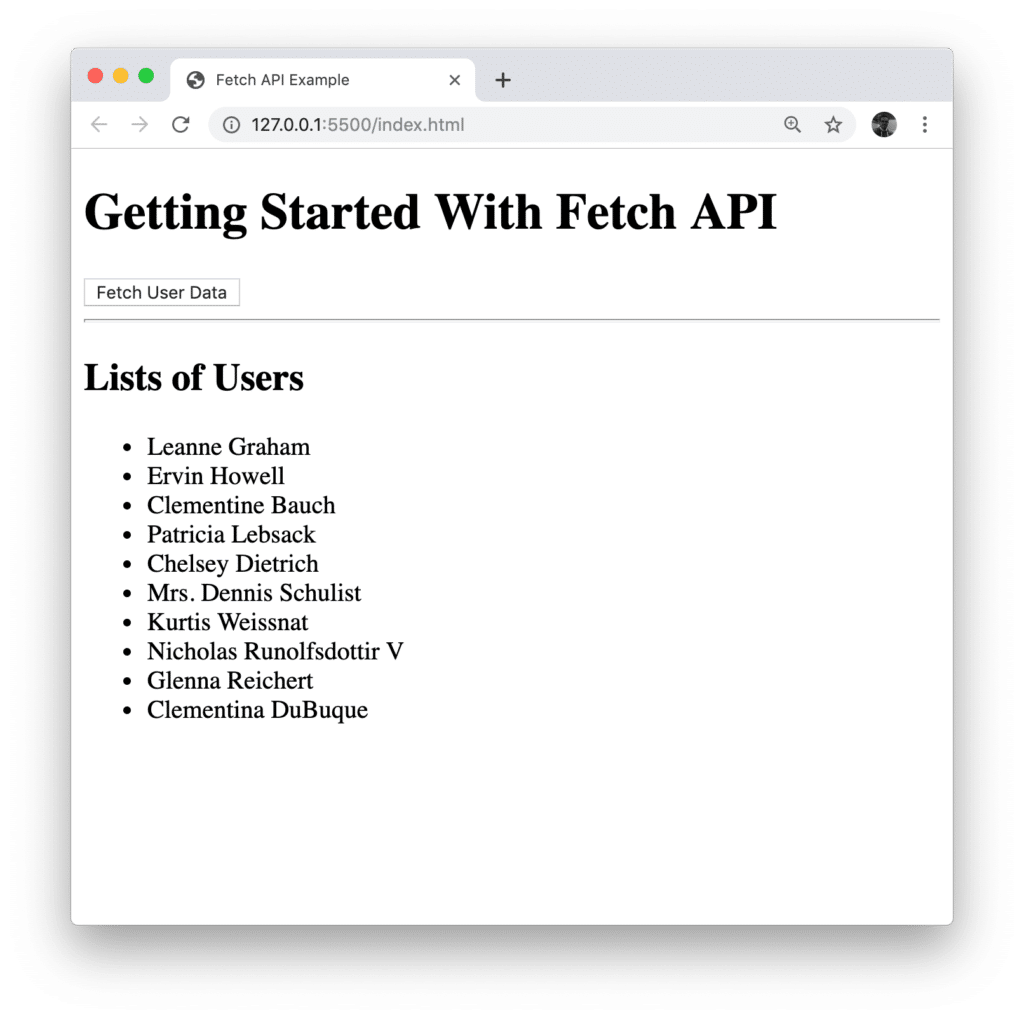 Fetch API Example
127.0.0.1:5500/index.html
Getting Started With Fetch API
Fetch User Data
Lists of Users
Leanne Graham
Ervin Howell
Clementine Bauch
Patricia Lebsack
Chelsey Dietrich
Mrs. Dennis Schulist
Kurtis Weissnat
Nicholas Runolfsdottir V
Glenna Reichert
Clementina DuBuque